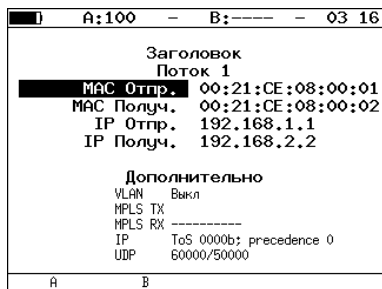 A:100 – B:---- – 03 16
Заголовок
Поток 1
MAC Отпр. 00:21:CE:08:00:01
MAC Получ. 00:21:CE:08:00:02
IP Отпр. 192.168.1.1
IP Получ. 192.168.2.2
Дополнительно
VLAN Выкл
MPLS TX
MPLS RX ----------
IP ToS 0000b; precedence 0
UDP 60000/50000
A B